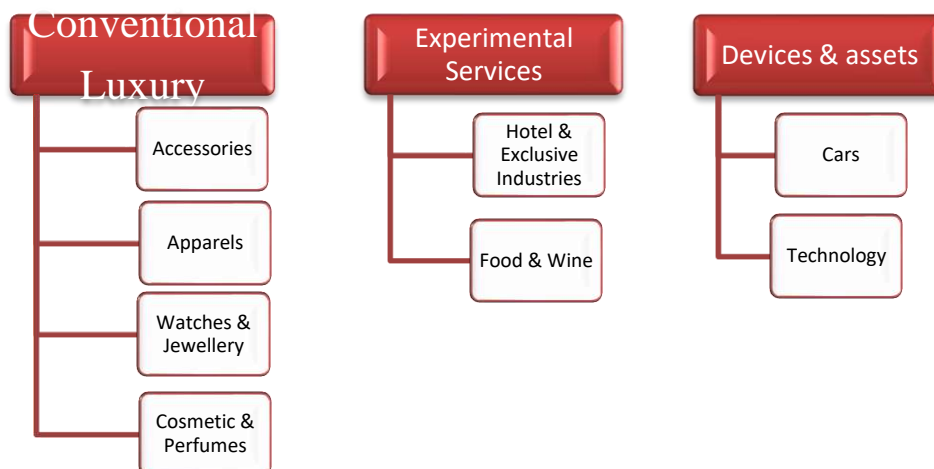 Conventional
Luxury
Accessories
Apparels
Watches &
Jewellery
Cosmetic &
Perfumes
Experimental
Services
Hotel &
Exclusive
Industries
Food & Wine
Devices & assets
Cars
Technology